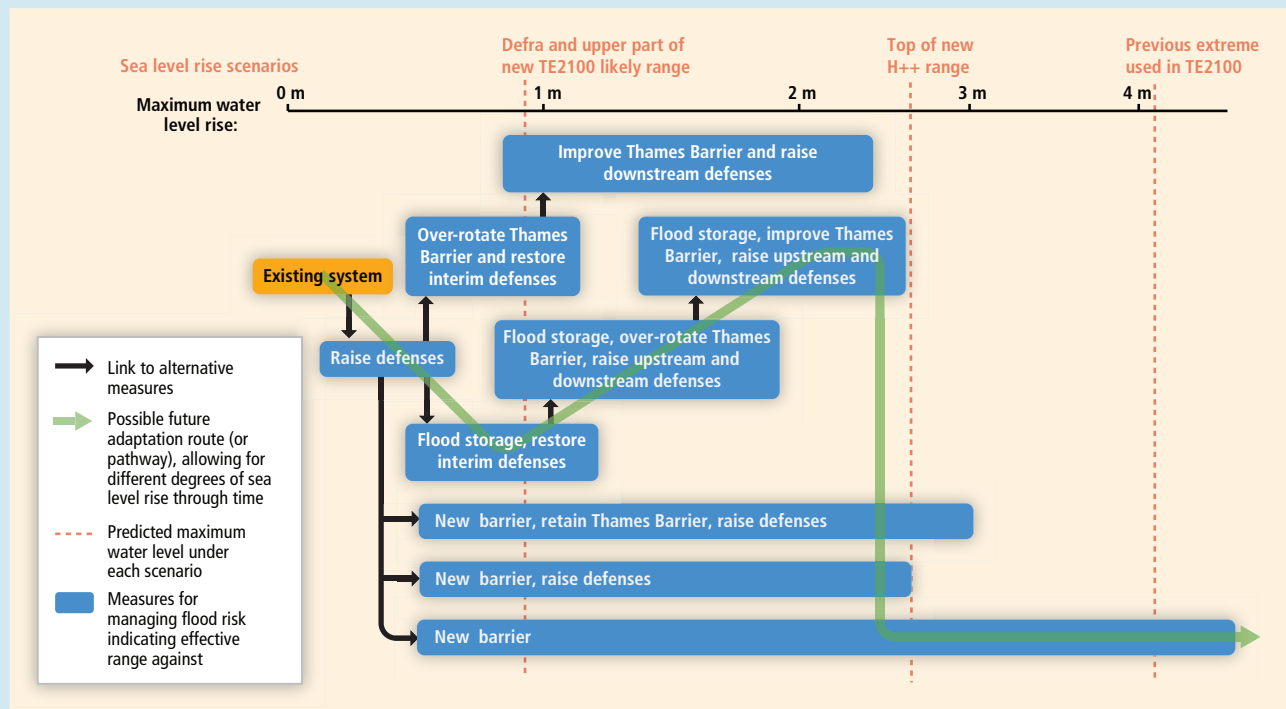 Sea level rise scenarios
Defra and upper part of
new TE2100 likely range
Top of new
H++ range
Previous extreme
used in TE2100
Maximum water
level rise:
0 m
1 m
2 m
3 m
4 m
Improve Thames Barrier and raise
downstream defenses
Over-rotate Thames
Barrier and restore
interim defenses
Flood storage, improve Thames
Barrier, raise upstream and
downstream defenses
Existing system
Raise defenses
Flood storage, over-rotate Thames
Barrier, raise upstream and
downstream defenses
Flood storage, restore
interim defenses
New barrier, retain Thames Barrier, raise defenses
New barrier, raise defenses
New barrier
Link to alternative
measures
Possible future
adaptation route (or
pathway), allowing for
different degrees of sea
level rise through time
Predicted maximum
water level under
each scenario
Measures for
managing flood risk
indicating effective
range against